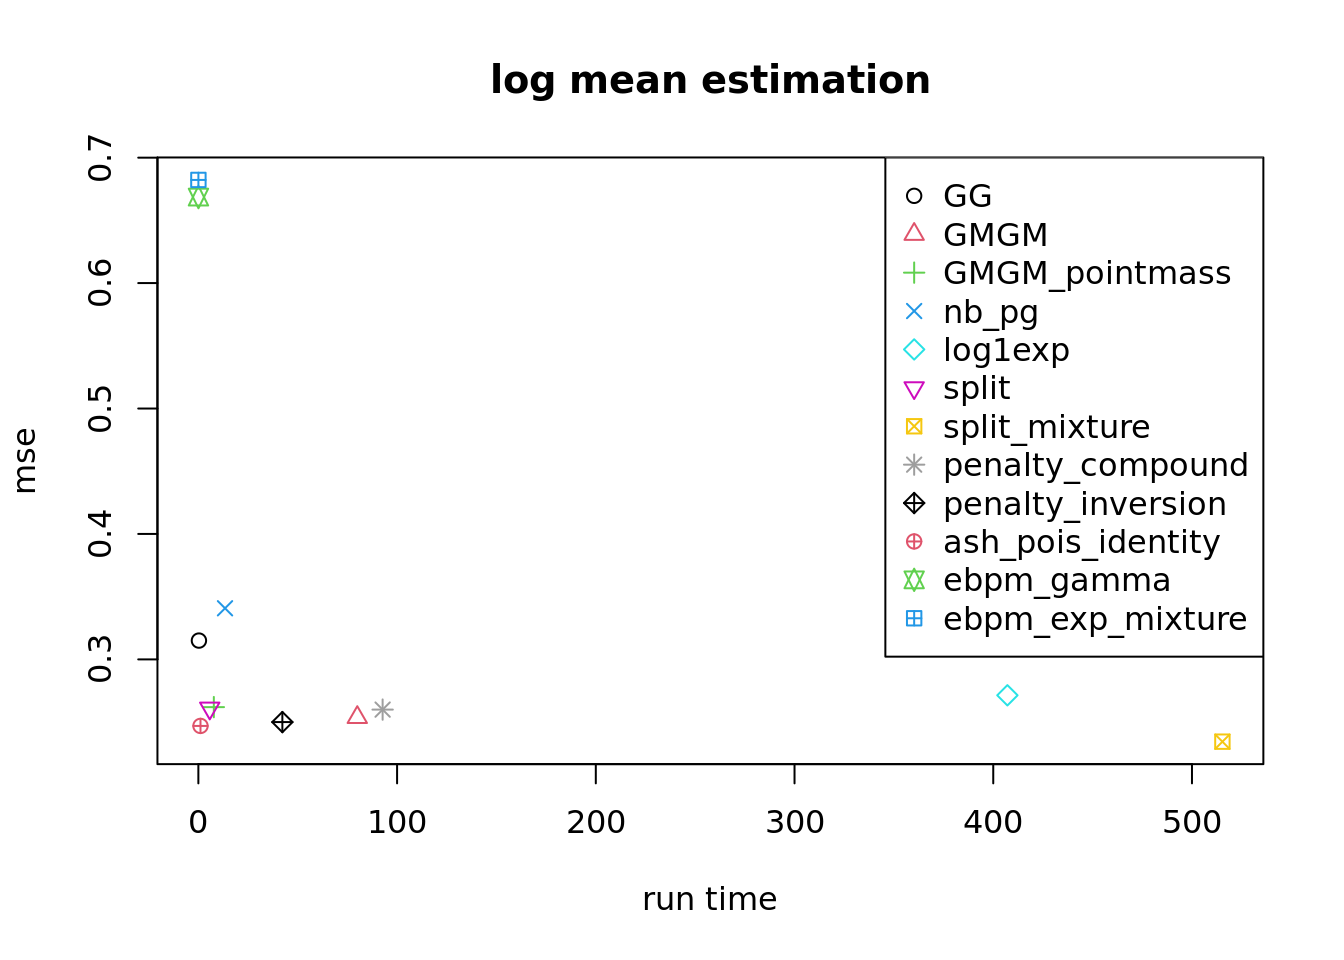 log mean estimation
0.7
0.6
0.5
0.4
0.3
mse
GG
GMGM
GMGM_pointmass
nb_pg
log1exp
split
split_mixture
penalty_compound
penalty_inversion
ash_pois_identity
ebpm_gamma
ebpm_exp_mixture
0 100 200 300 400 500
run time